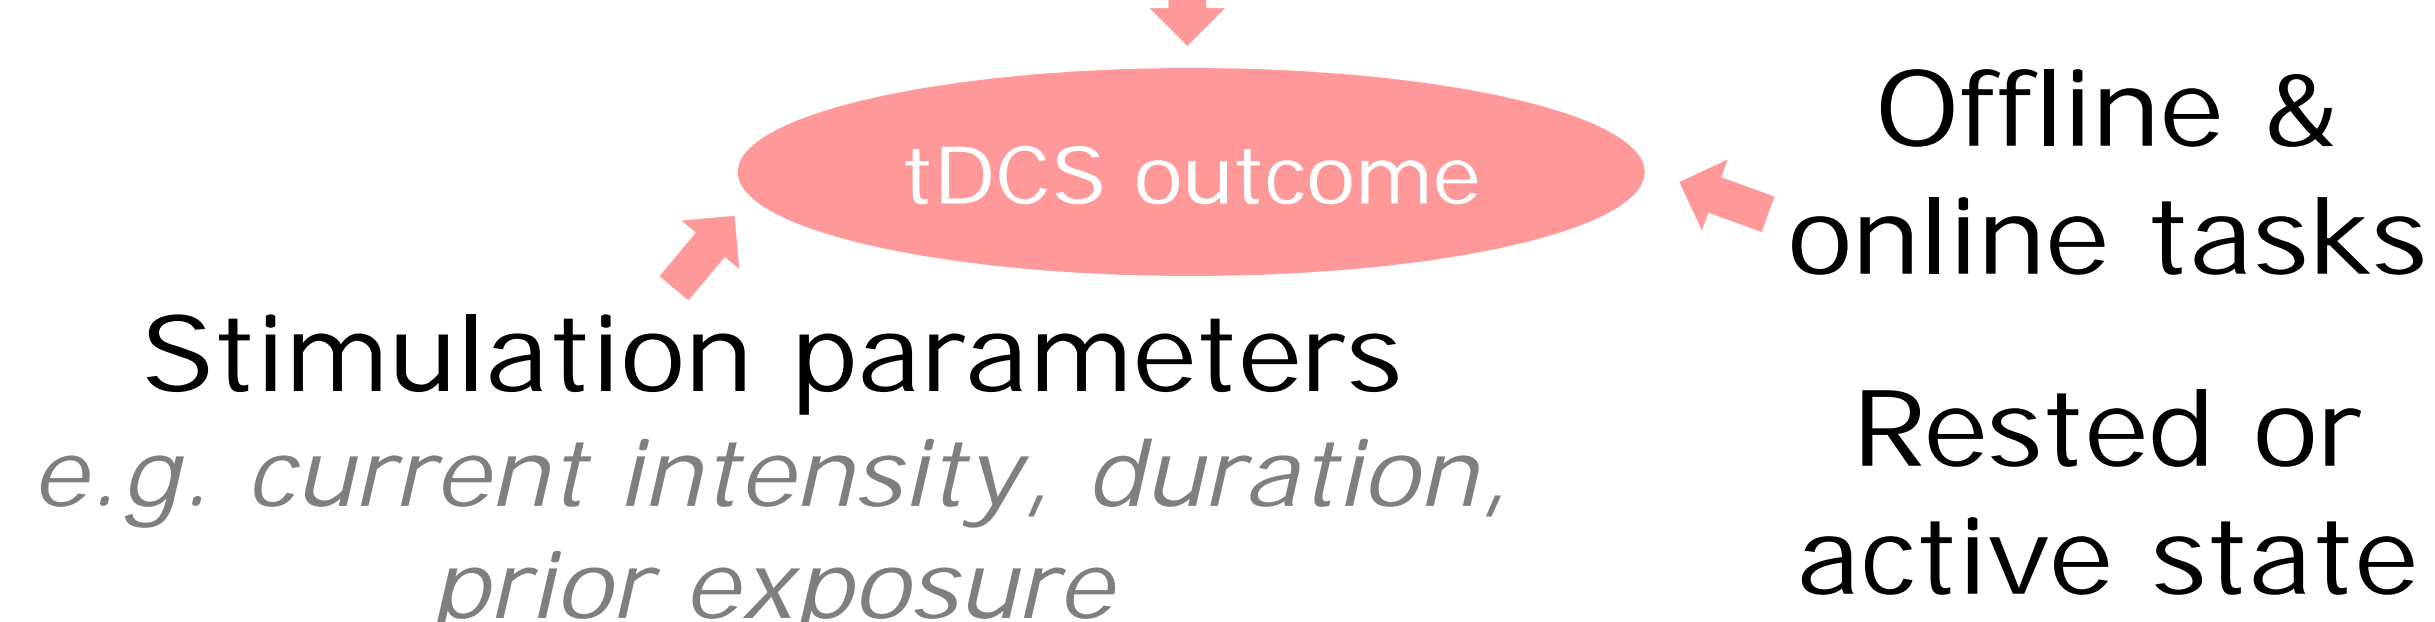 tDCS outcome
Offline &
online tasks
Stimulation parameters
e.g. current intensity, duration,
prior exposure
Rested or
active state